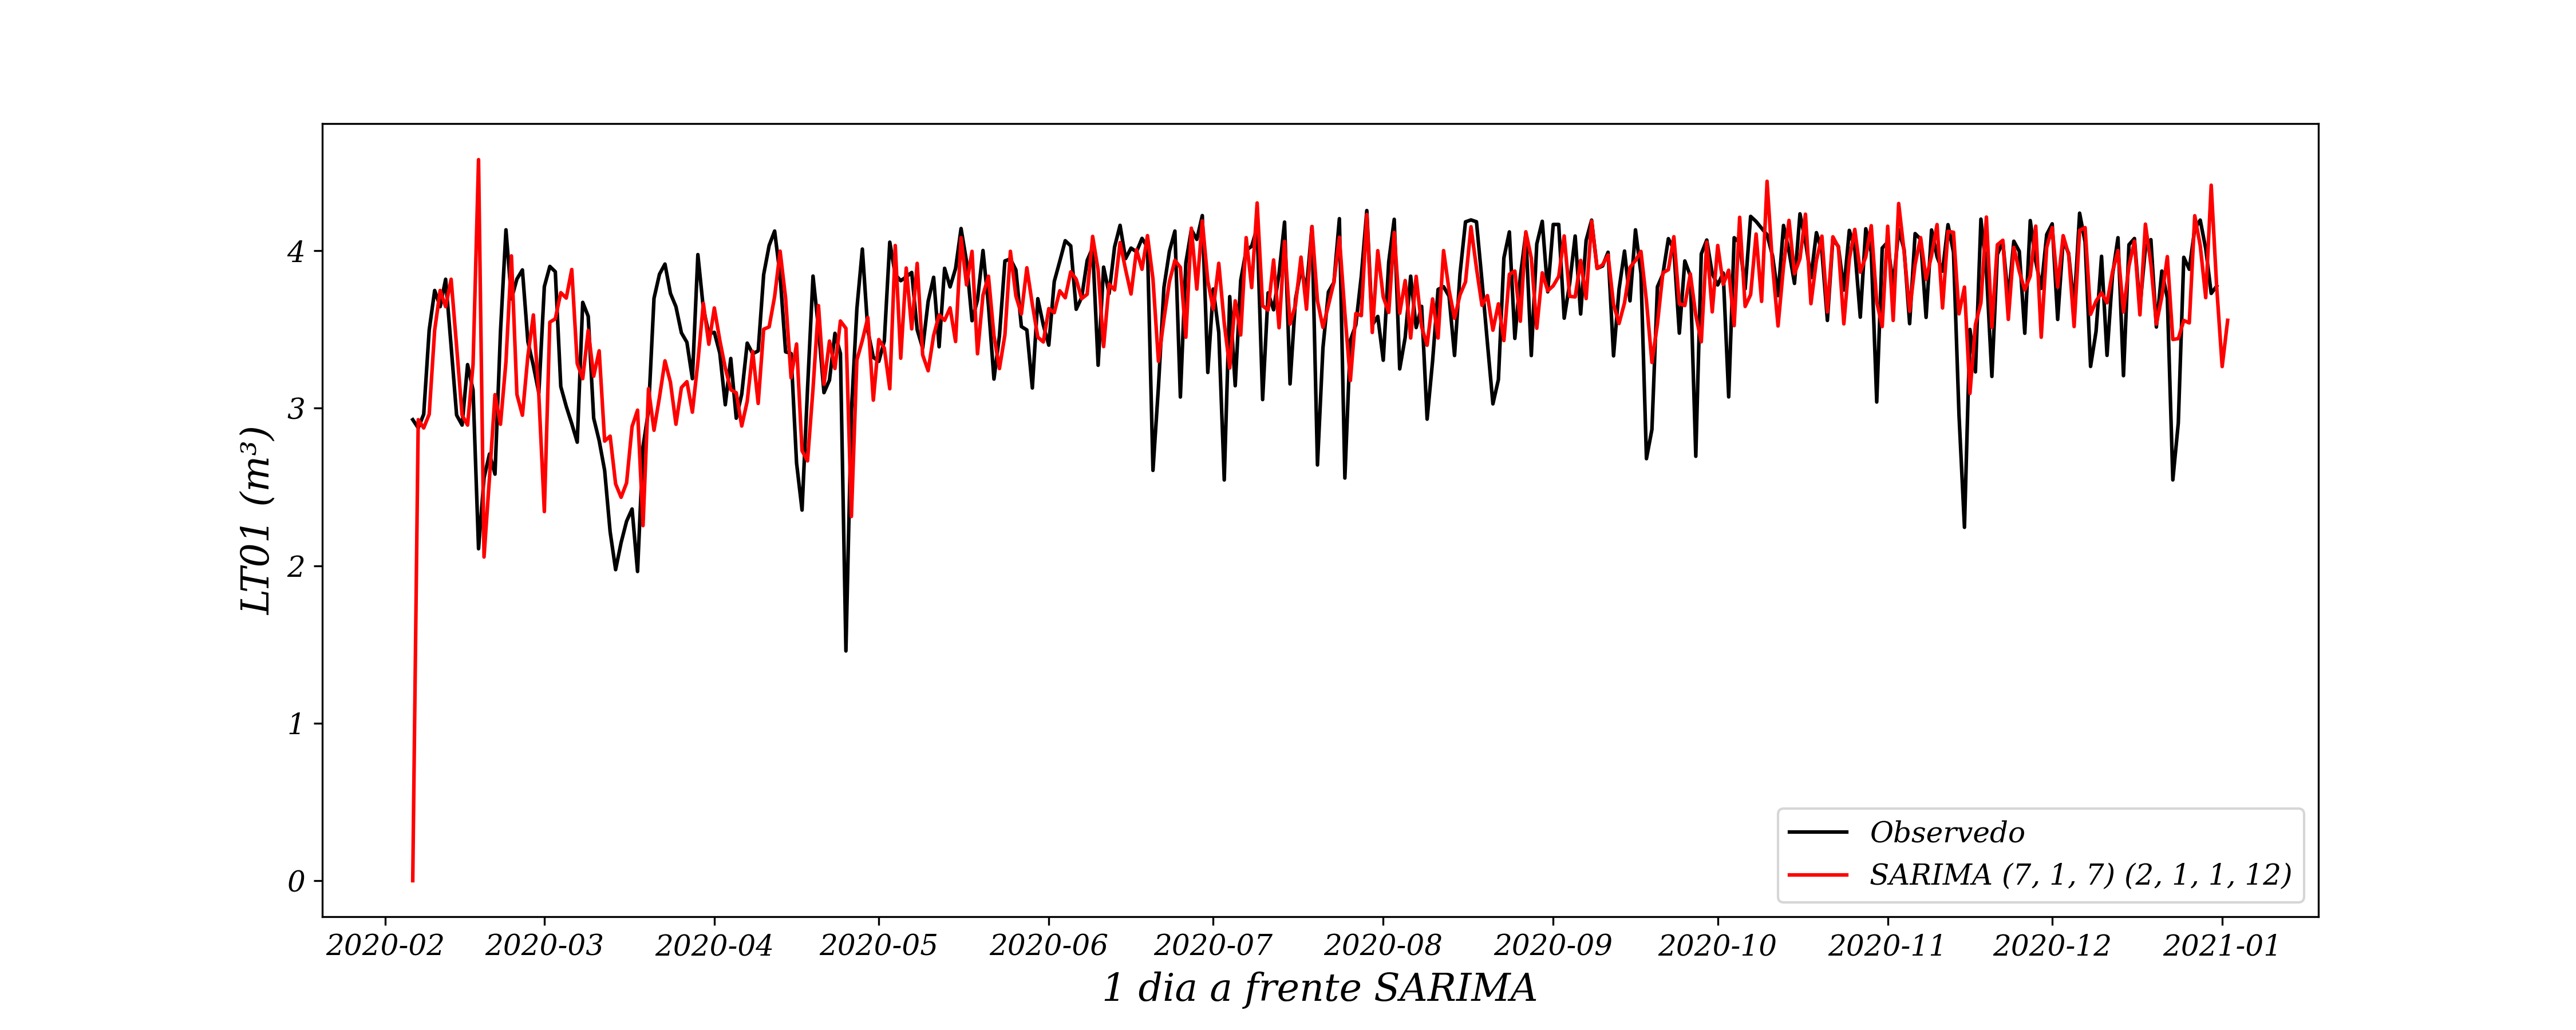 LT01 (m³)
4
3
2
1
0
Observedo
SARIMA (7, 1, 7) (2, 1, 1, 12)
2020-02 2020-03 2020-04 2020-05 2020-06 2020-07 2020-08 2020-09 2020-10 2020-11 2020-12 2021-01
1 dia a frente SARIMA